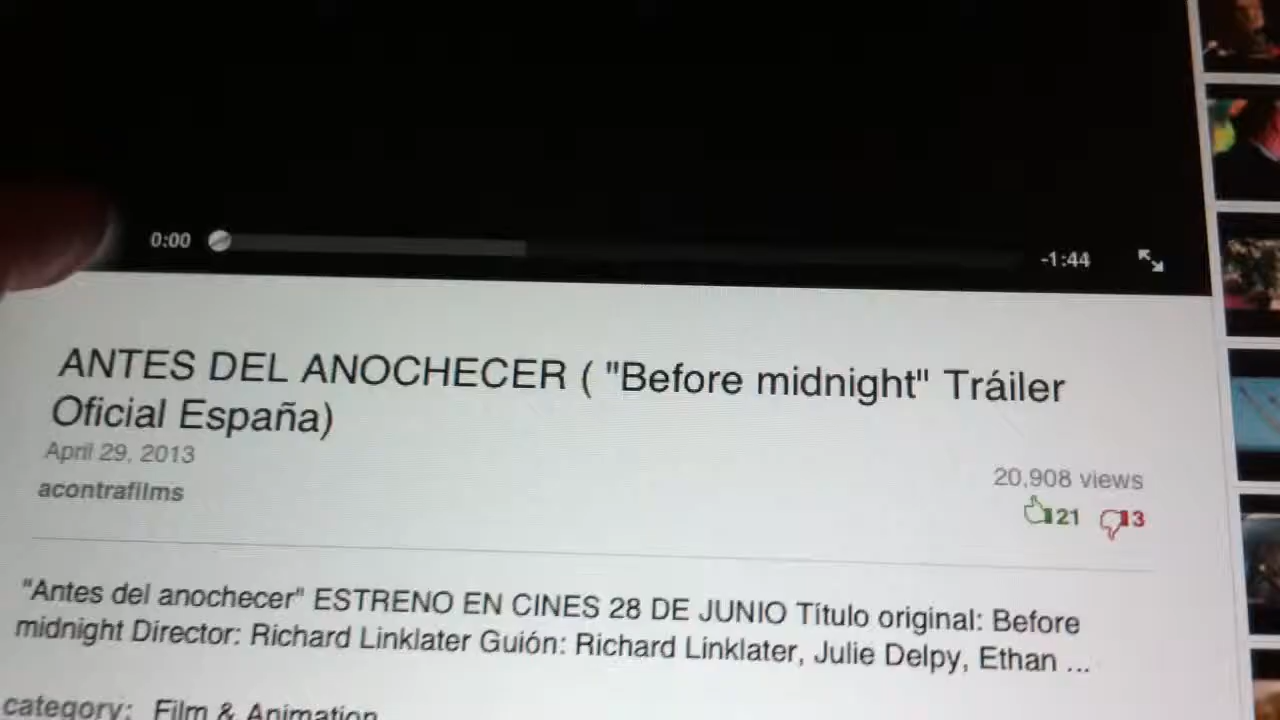 0:00
-1:44
ANTES DEL ANOCHECER ( "Before midnight" Tráiler
Oficial España)
April 29, 2013
acontrafilms
20,908 views
21
3
"Antes del anochecer" ESTRENO EN CINES 28 DE JUNIO Título original: Before
midnight Director: Richard Linklater Guión: Richard Linklater, Julie Delpy, Ethan ...
category: Film & Animation